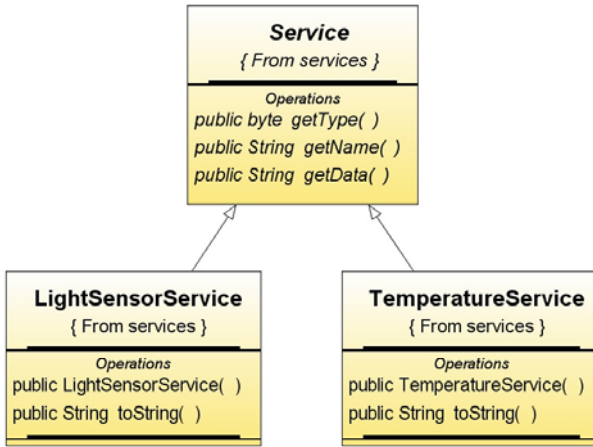 Service
{ From services }
Operations
public byte getType( )
public String getName( )
public String getData( )
LightSensorService
{ From services }
Operations
public LightSensorService( )
public String toString( )
TemperatureService
{ From services }
Operations
public TemperatureService( )
public String toString( )